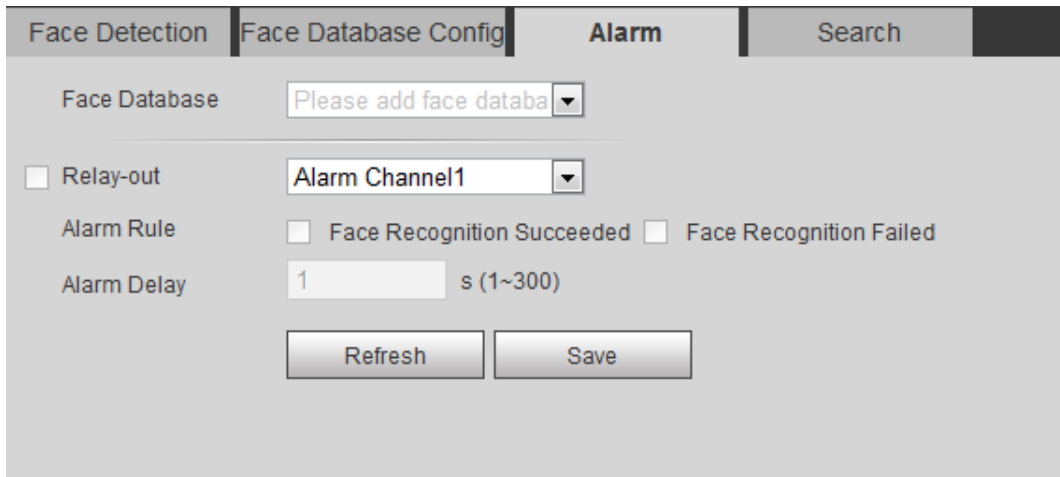 Face Detection Face Database Config Alarm Search
Face Database Please add face databa
Relay-out Alarm Channel1
Alarm Rule Face Recognition Succeeded Face Recognition Failed
Alarm Delay 1 s (1~300)
Refresh Save